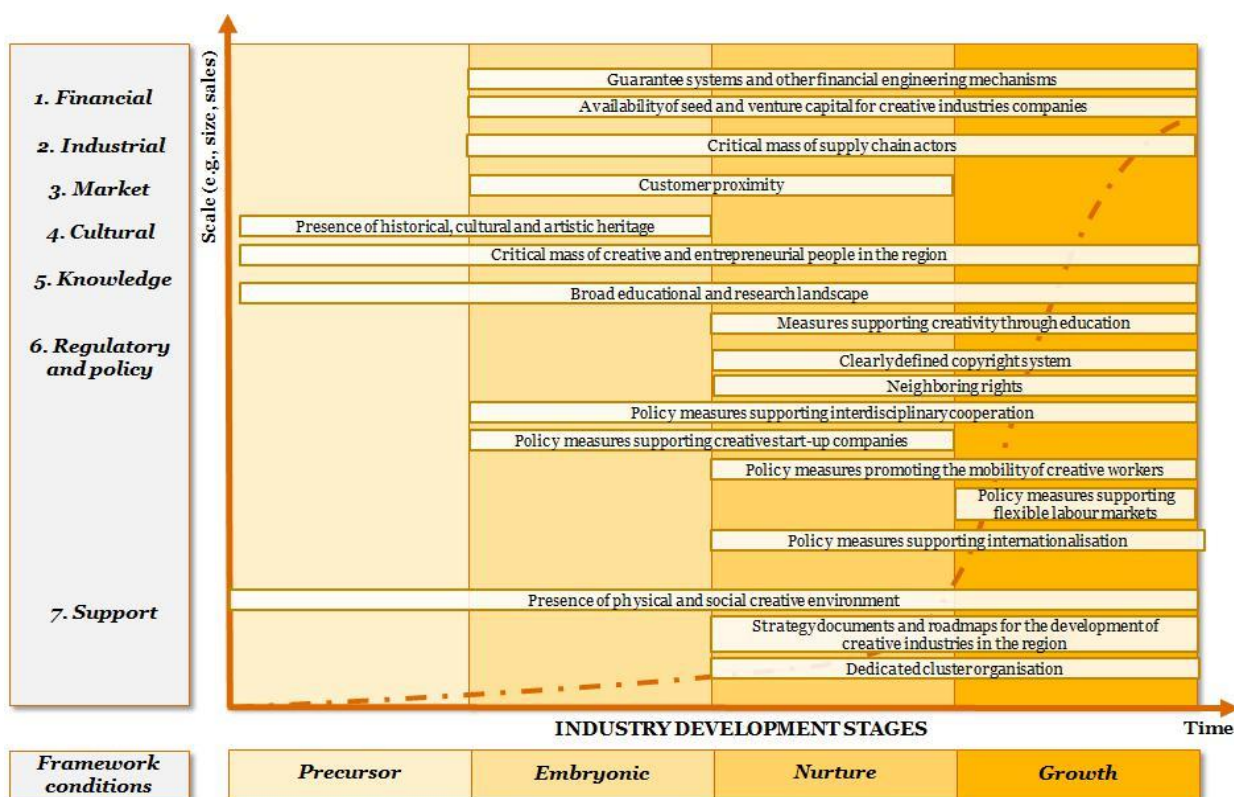 Scale (e.g., size, sales)
1. Financial
2. Industrial
3. Market
4. Cultural
5. Knowledge
6. Regulatory
and policy
7. Support
Guarantee systems and other financial engineering mechanisms
Availability of seed and venture capital for creative industries companies
Critical mass of supply chain actors
Customer proximity
Presence of historical, cultural and artistic heritage
Critical mass of creative and entrepreneurial people in the region
Broad educational and research landscape
Measures supporting creativity through education
Clearly defined copyright system
Neighboring rights
Policy measures supporting interdisciplinary cooperation
Policy measures supporting creative start-up companies
Policy measures promoting the mobility of creative workers
Policy measures supporting
flexible labour markets
Policy measures supporting internationalisation
Presence of physical and social creative environment
Strategy documents and roadmaps for the development of
creative industries in the region
Dedicated cluster organisation
INDUSTRY DEVELOPMENT STAGES
Time
Framework
conditions
Precursor
Embryonic
Nurture
Growth